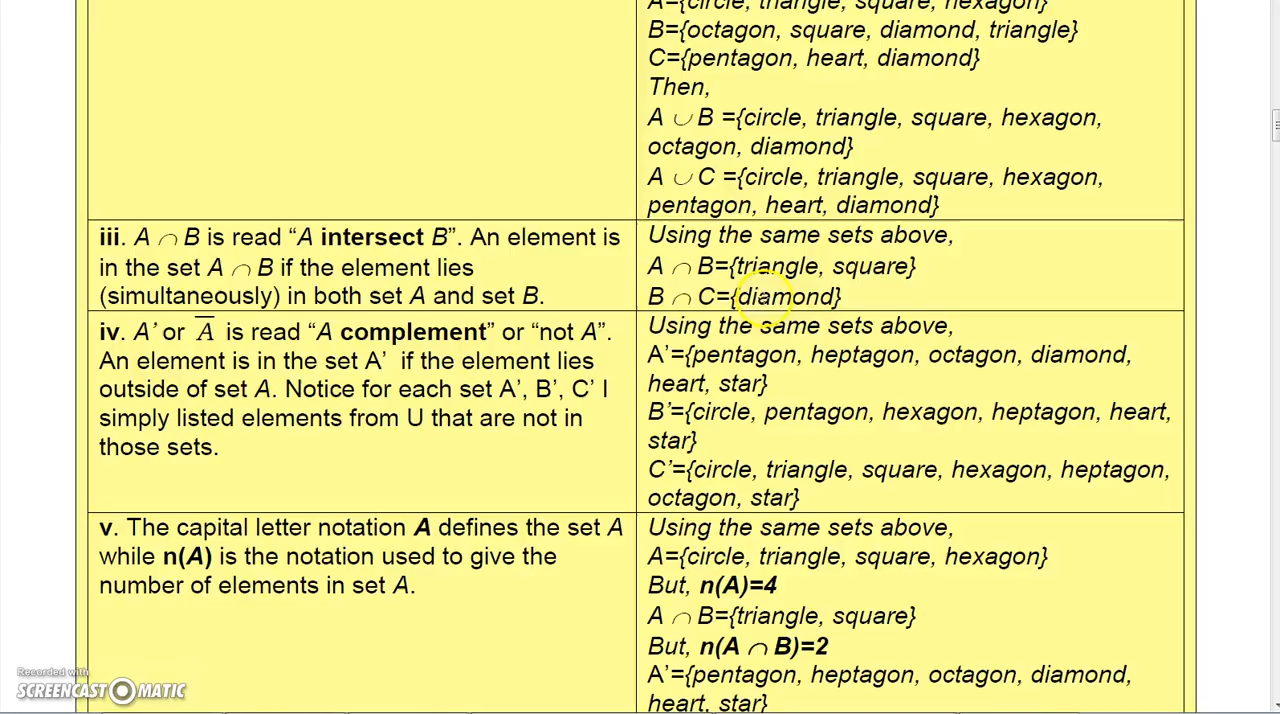 A={circle, triangle, square, hexagon}
B={octagon, square, diamond, triangle}
C={pentagon, heart, diamond}
Then,
A ∪ B ={circle, triangle, square, hexagon,
octagon, diamond}
A ∪ C ={circle, triangle, square, hexagon,
pentagon, heart, diamond}
iii. A ∩ B is read “A intersect B”. An element is
in the set A ∩ B if the element lies
(simultaneously) in both set A and set B.
Using the same sets above,
A ∩ B={triangle, square}
B ∩ C={diamond}
iv. A’ or A̅ is read “A complement” or “not A”.
An element is in the set A’ if the element lies
outside of set A. Notice for each set A’, B’, C’ I
simply listed elements from U that are not in
those sets.
Using the same sets above,
A’={pentagon, heptagon, octagon, diamond,
heart, star}
B’={circle, pentagon, hexagon, heptagon, heart,
star}
C’={circle, triangle, square, hexagon, heptagon,
octagon, star}
v. The capital letter notation A defines the set A
while n(A) is the notation used to give the
number of elements in set A.
Using the same sets above,
A={circle, triangle, square, hexagon}
But, n(A)=4
A ∩ B={triangle, square}
But, n(A ∩ B)=2
A’={pentagon, heptagon, octagon, diamond,
heart, star}
Recorded with
SCREENCAST MATIC